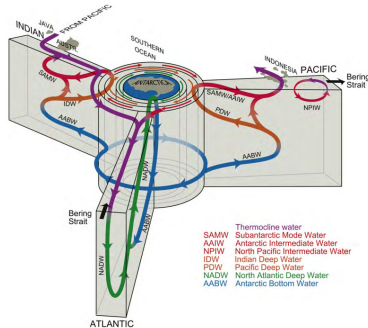 INDIAN
JAVA
FROM PACIFIC
AUSTR.
SOUTHERN
OCEAN
INDONESIA
PACIFIC
Bering
Strait
SAMW
IDW
AABW
ANTARCTICA
SAMW/AAIW
PDW
NPIW
AABW
NADW
AABW
NADW
Bering
Strait
ATLANTIC
Thermocline water
SAMW Subantarctic Mode Water
AAIW Antarctic Intermediate Water
NPIW North Pacific Intermediate Water
IDW Indian Deep Water
PDW Pacific Deep Water
NADW North Atlantic Deep Water
AABW Antarctic Bottom Water